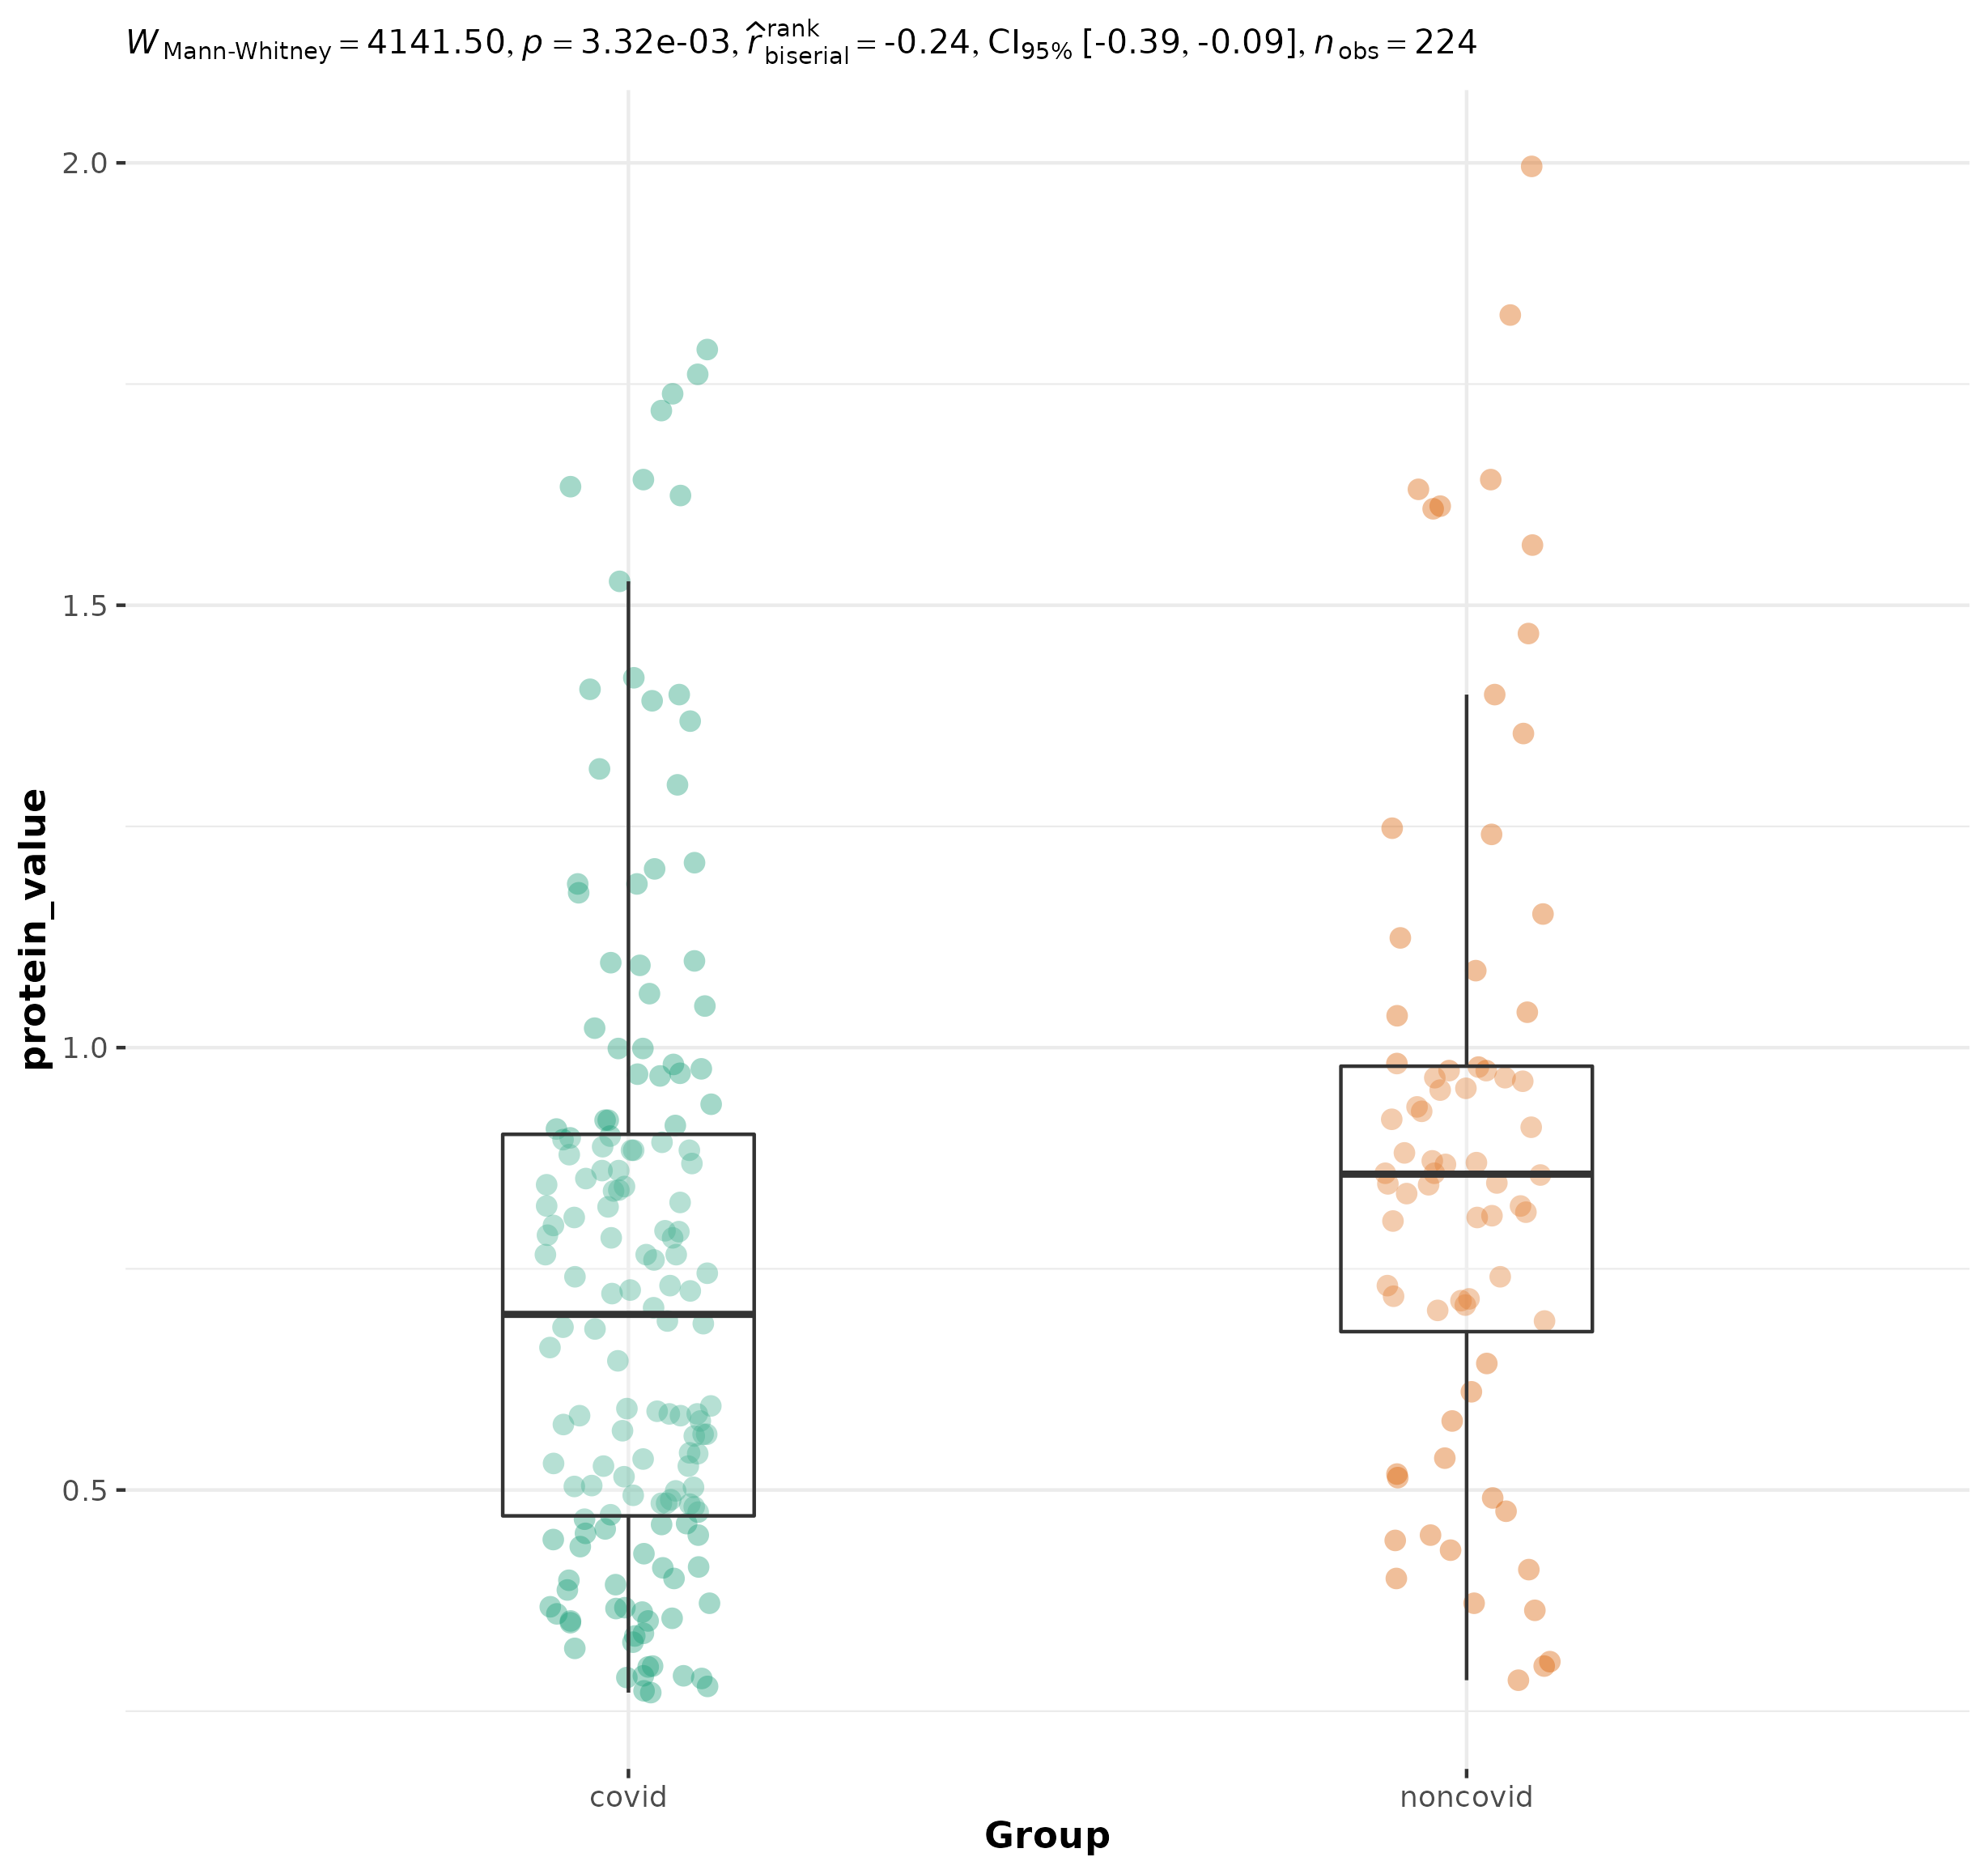 W Mann-Whitney = 4141.50, p = 3.32e-03, r̂ rank biserial = -0.24, CI95% [-0.39, -0.09], n obs = 224
2.0
1.5
1.0
0.5
protein_value
covid noncovid
Group